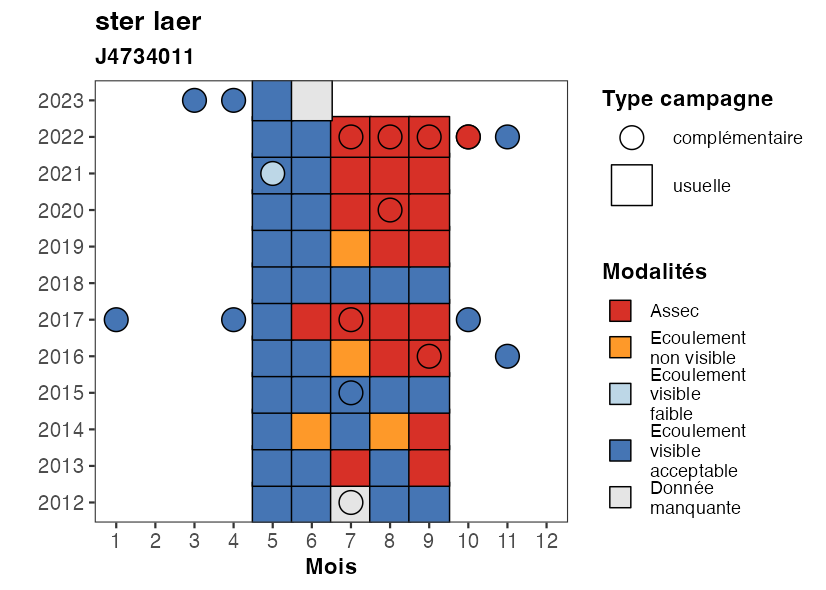 ster laer
J4734011
2023
2022
2021
2020
2019
2018
2017
2016
2015
2014
2013
2012
1 2 3 4 5 6 7 8 9 10 11 12
Mois
Type campagne
complémentaire
usuelle
Modalités
Assec
Ecoulement
non visible
Ecoulement
visible
faible
Ecoulement
visible
acceptable
Donnée
manquante